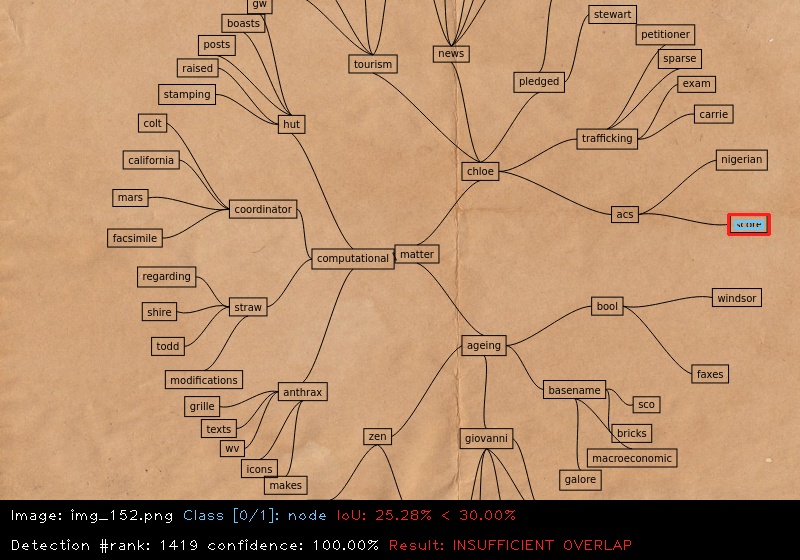 gw
boasts
stewart
petitioner
posts
news
tourism
sparse
raised
pledged
exam
stamping
carrie
colt
hut
trafficking
california
nigerian
chloe
mars
coordinator
acs
score
facsimile
computational
matter
regarding
windsor
shire
straw
bool
todd
ageing
modifications
faxes
anthrax
basename
grille
sco
texts
zen
giovanni
bricks
wv
macroeconomic
icons
galore
makes
Image: img_152.png Class [0/1]: node IoU: 25.28% < 30.00%
Detection #rank: 1419 confidence: 100.00% Result: INSUFFICIENT OVERLAP